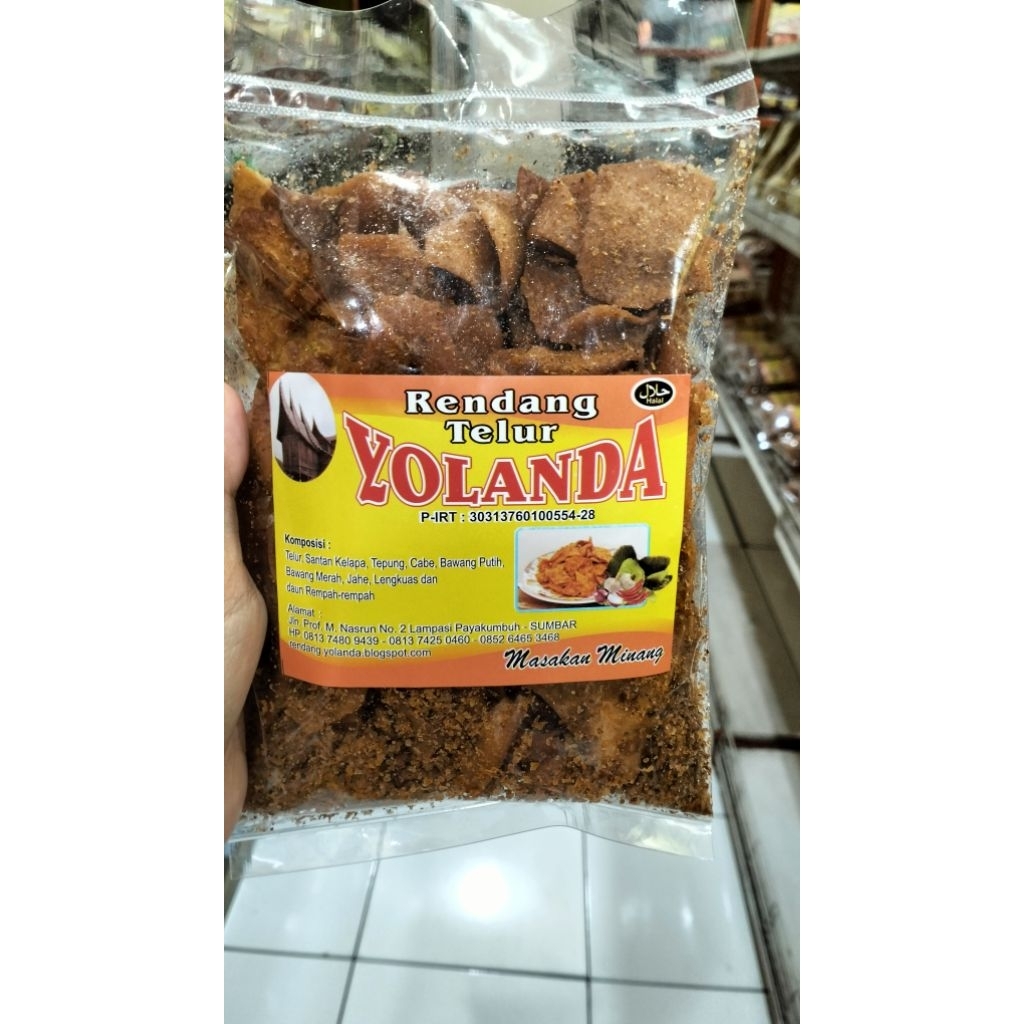 حلال
Halal
Rendang
Telur
YOLANDA
P-IRT : 30313760100554-28
Komposisi :
Telur, Santan Kelapa, Tepung, Cabe, Bawang Putih,
Bawang Merah, Jahe, Lengkuas dan
daun Rempah-rempah
Alamat :
Jln. Prof. M. Nasrun No. 2 Lampasi Payakumbuh - SUMBAR
HP 0813 7480 9439 - 0813 7425 0460 - 0852 6465 3468
rendang.yolanda.blogspot.com
Masakan Minang